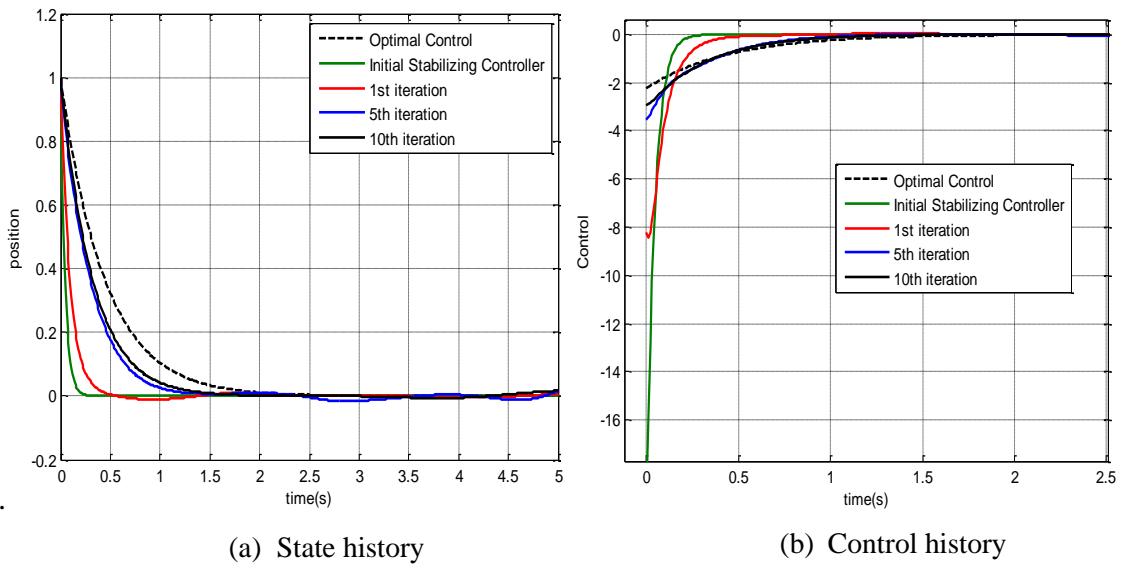 1.2
1
0.8
0.6
0.4
0.2
0
-0.2
position
0 0.5 1 1.5 2 2.5 3 3.5 4 4.5 5
time(s)
Optimal Control
Initial Stabilizing Controller
1st iteration
5th iteration
10th iteration
.
(a) State history
0
-2
-4
-6
-8
-10
-12
-14
-16
Control
0 0.5 1 1.5 2 2.5
time(s)
Optimal Control
Initial Stabilizing Controller
1st iteration
5th iteration
10th iteration
(b) Control history